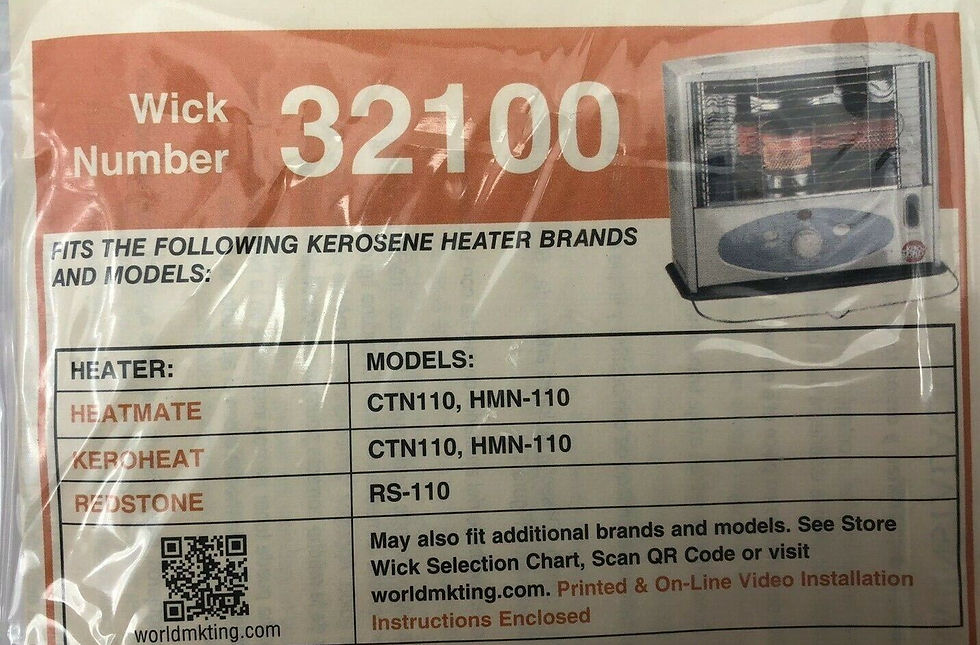 Wick
Number
32100
FITS THE FOLLOWING KEROSENE HEATER BRANDS
AND MODELS:
HEATER: MODELS:
HEATMATE CTN110, HMN-110
KEROHEAT CTN110, HMN-110
REDSTONE RS-110
May also fit additional brands and models. See Store
Wick Selection Chart, Scan QR Code or visit
worldmkting.com. Printed & On-Line Video Installation
Instructions Enclosed
worldmkting.com